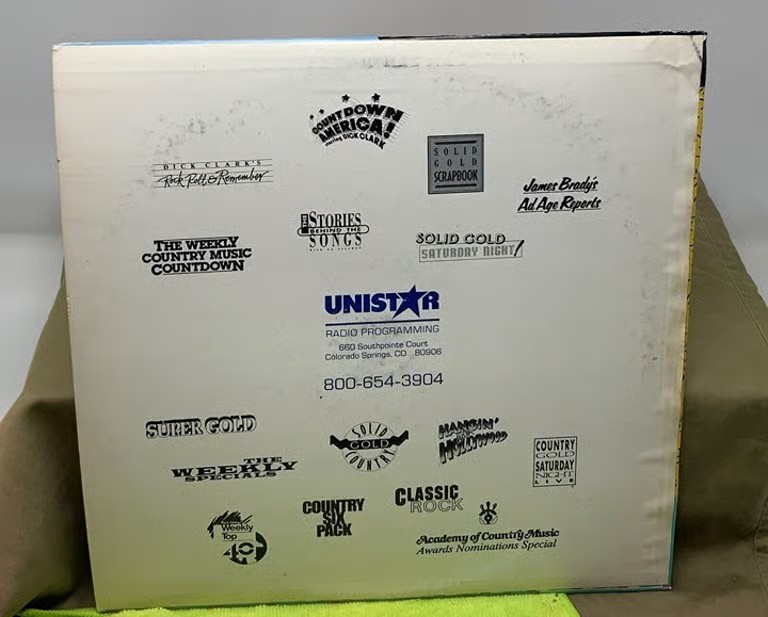 COUNTDOWN
AMERICA!
starring DICK CLARK
DICK CLARK'S
Rock, Roll & Remember
SOLID
GOLD
SCRAPBOOK
James Brady's
Ad Age Reports
THE WEEKLY
COUNTRY MUSIC
COUNTDOWN
THE STORIES
BEHIND THE
SONGS
SOLID GOLD
SATURDAY NIGHT!
UNISTAR
RADIO PROGRAMMING
660 Southpointe Court
Colorado Springs, CO 80906
800-654-3904
SUPER GOLD
THE
WEEKLY
SPECIALS
SOLID
GOLD
COUNTRY
HANGIN'
HOLLYWOOD
COUNTRY
GOLD
SATURDAY
NIGHT
LIVE
Weekly
Top
40
COUNTRY
SIX
PACK
CLASSIC
ROCK
Academy of Country Music
Awards Nominations Special